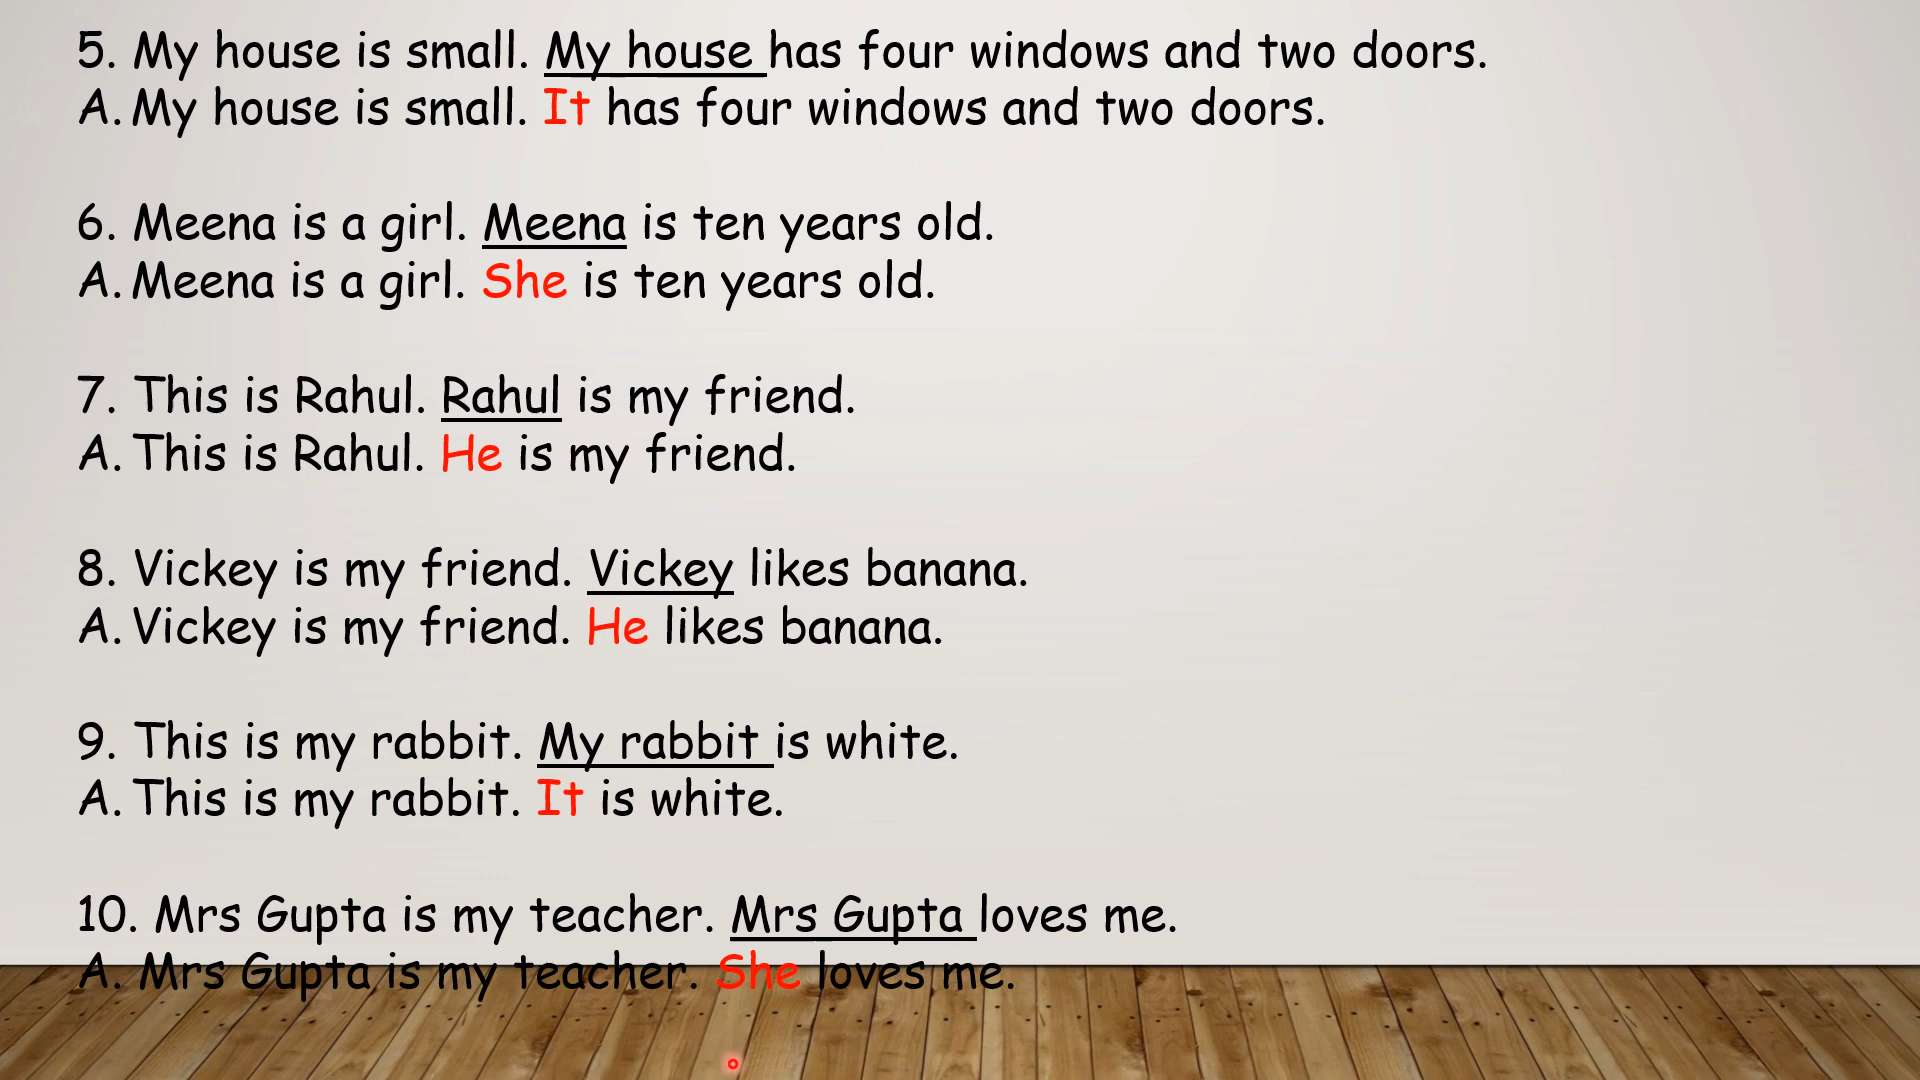 5. My house is small. My house has four windows and two doors.
A. My house is small. It has four windows and two doors.
6. Meena is a girl. Meena is ten years old.
A. Meena is a girl. She is ten years old.
7. This is Rahul. Rahul is my friend.
A. This is Rahul. He is my friend.
8. Vickey is my friend. Vickey likes banana.
A. Vickey is my friend. He likes banana.
9. This is my rabbit. My rabbit is white.
A. This is my rabbit. It is white.
10. Mrs Gupta is my teacher. Mrs Gupta loves me.
A. Mrs Gupta is my teacher. She loves me.